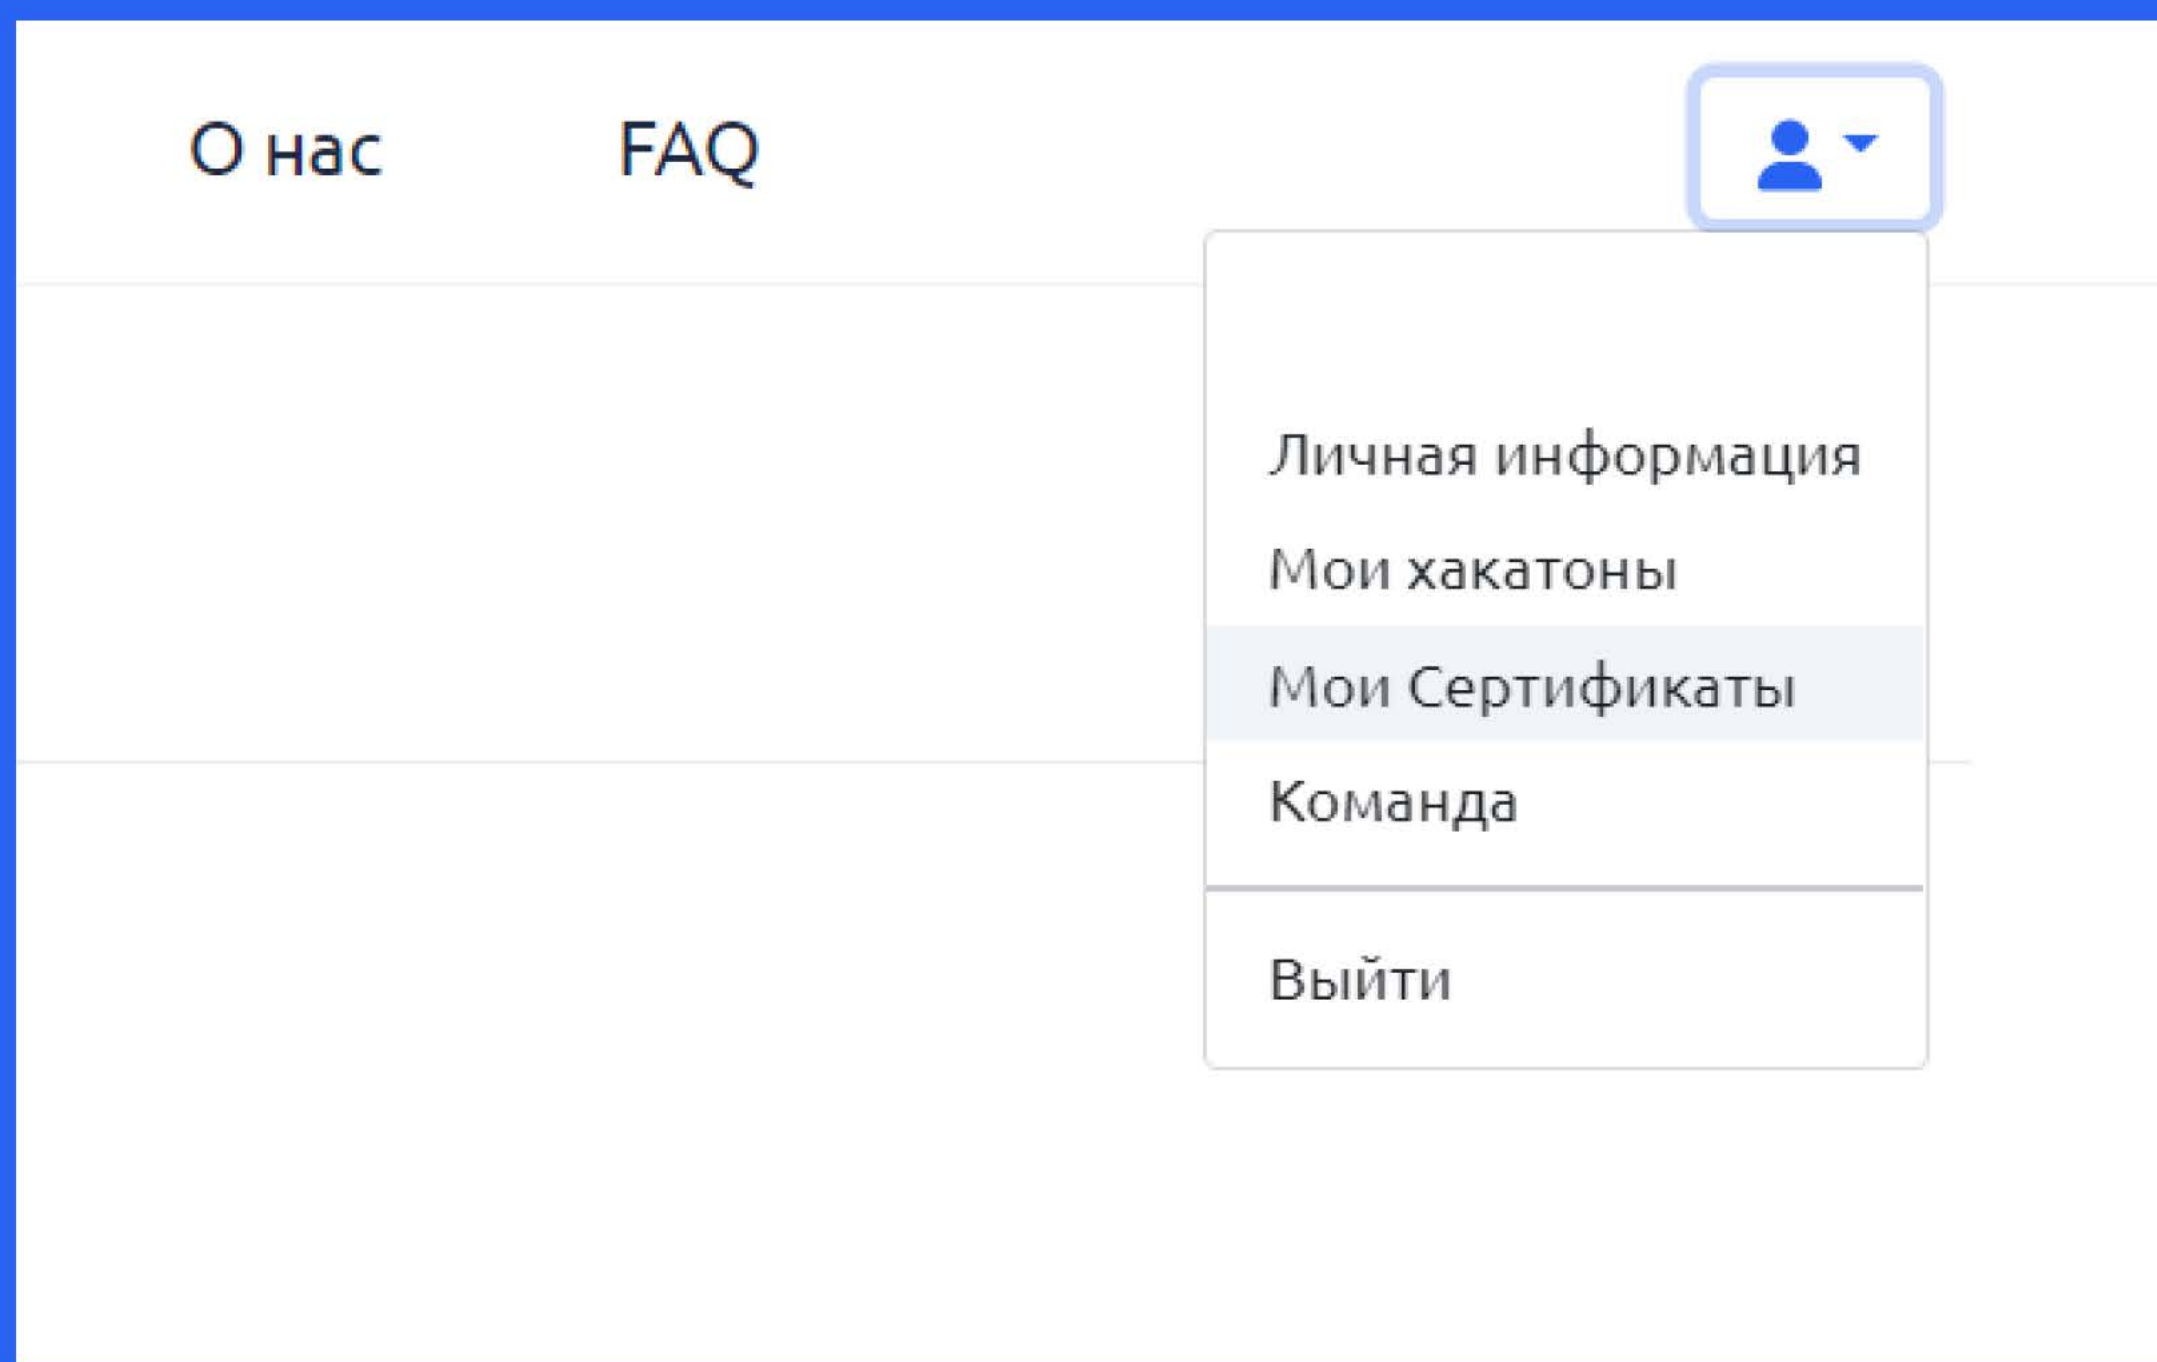 О нас FAQ
Личная информация
Мои хакатоны
Мои Сертификаты
Команда
Выйти